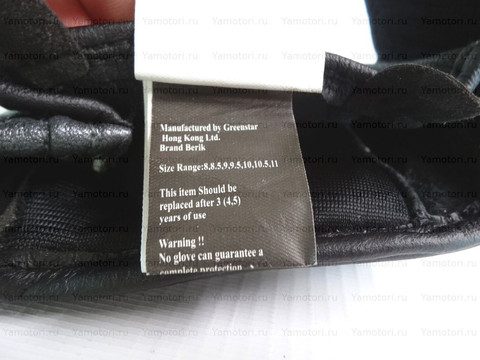 Manufactured by Greenstar
Hong Kong Ltd.
Brand Berik
Size Range:8,8.5,9,9.5,10,10.5.11
This item Should be
replaced after 3 (4,5)
years of use
Warning !!
No glove can guarantee a
complete protection.
Yamotori.ru